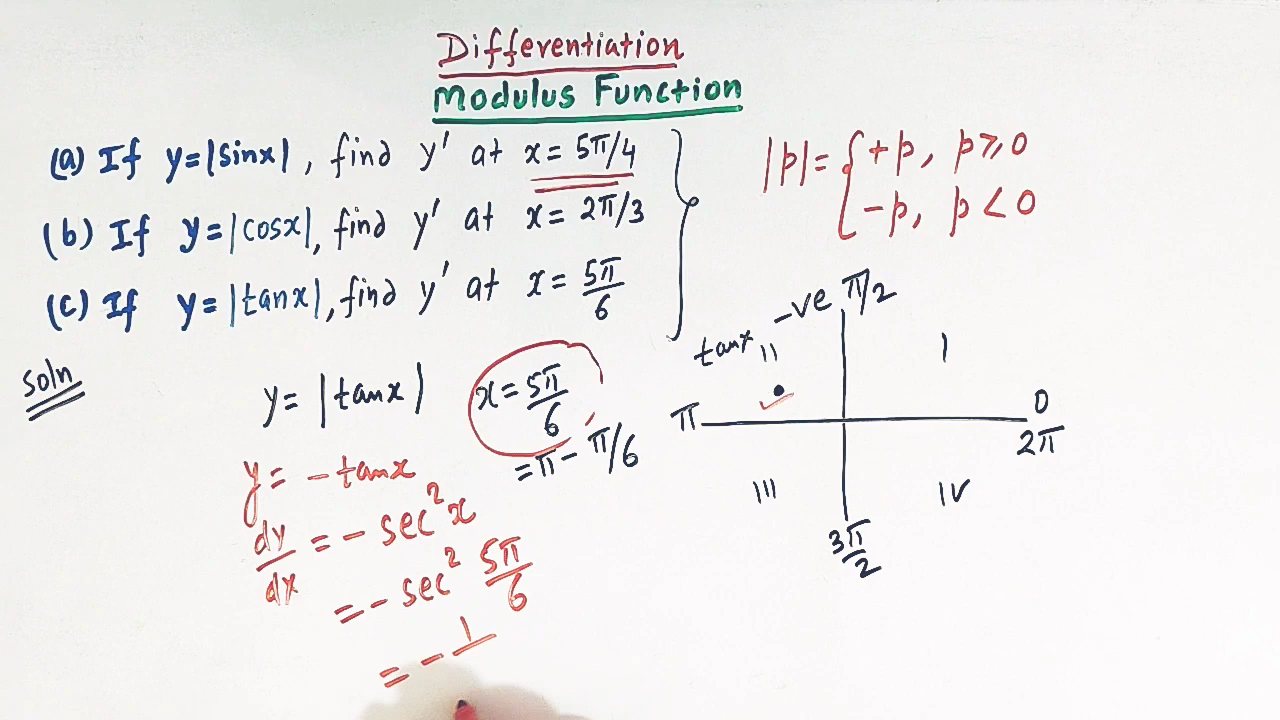 Differentiation
Modulus Function
(a) If y=|sinx|, find y' at x = 5π/4
(b) If y=|cosx|, find y' at x = 2π/3
(c) If y=|tanx|, find y' at x = 5π/6
|p| = { +p, p ≥ 0
-p, p < 0
Soln
y = |tanx| x = 5π/6
= π - π/6
y = - tanx
dy/dx = - sec² x
= - sec² 5π/6
= - 1
-ve π/2
tanx II I
π 0
2π
III IV
3π/2